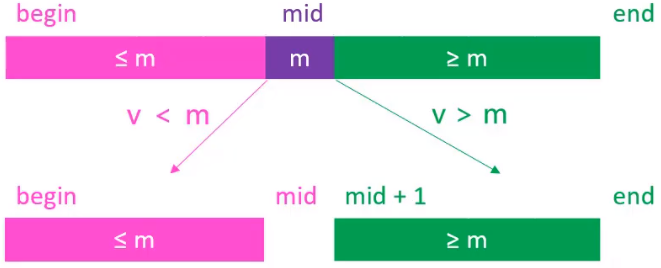 begin mid end
≤ m m ≥ m
v < m v > m
begin mid mid + 1 end
≤ m ≥ m